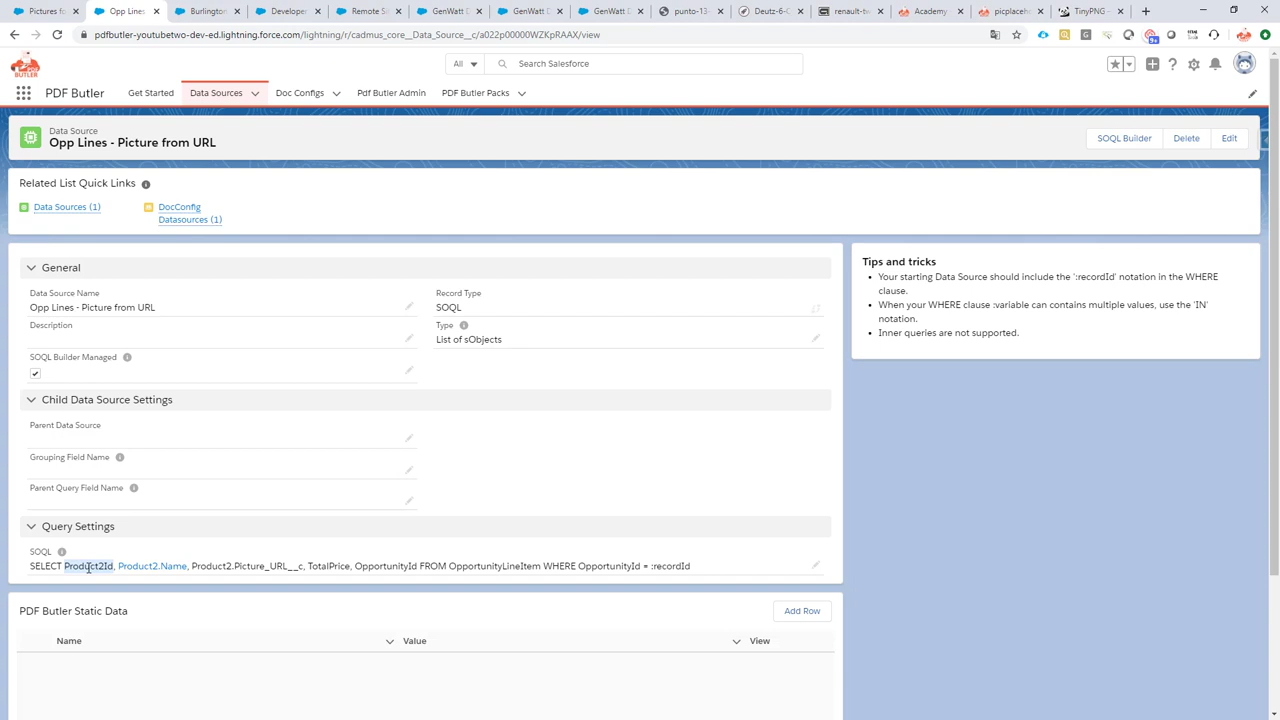 Pictures fo
Opp Lines -
Burlington
Developer
Remote Si
GenWatt D
GenWatt D
GenWatt D
punto-13
Deutz-6-C
renault-tw
Academy -
picplaceho
TinyPNG -
pdfbutler-youtubetwo-dev-ed.lightning.force.com/lightning/r/cadmus_core__Data_Source__c/a022p00000WZKpRAAX/view
9+
BUTLER
All
Search Salesforce
PDF Butler
Get Started
Data Sources
Doc Configs
Pdf Butler Admin
PDF Butler Packs
Data Source
Opp Lines - Picture from URL
SOQL Builder
Delete
Edit
Related List Quick Links
Data Sources (1)
DocConfig
Datasources (1)
General
Data Source Name
Opp Lines - Picture from URL
Record Type
SOQL
Description
Type
List of sObjects
SOQL Builder Managed
Child Data Source Settings
Parent Data Source
Grouping Field Name
Parent Query Field Name
Query Settings
SOQL
SELECT Product2Id, Product2.Name, Product2.Picture_URL__c, TotalPrice, OpportunityId FROM OpportunityLineItem WHERE OpportunityId = :recordId
Tips and tricks
Your starting Data Source should include the ':recordId' notation in the WHERE
clause.
When your WHERE clause :variable can contains multiple values, use the 'IN'
notation.
Inner queries are not supported.
PDF Butler Static Data
Add Row
Name
Value
View